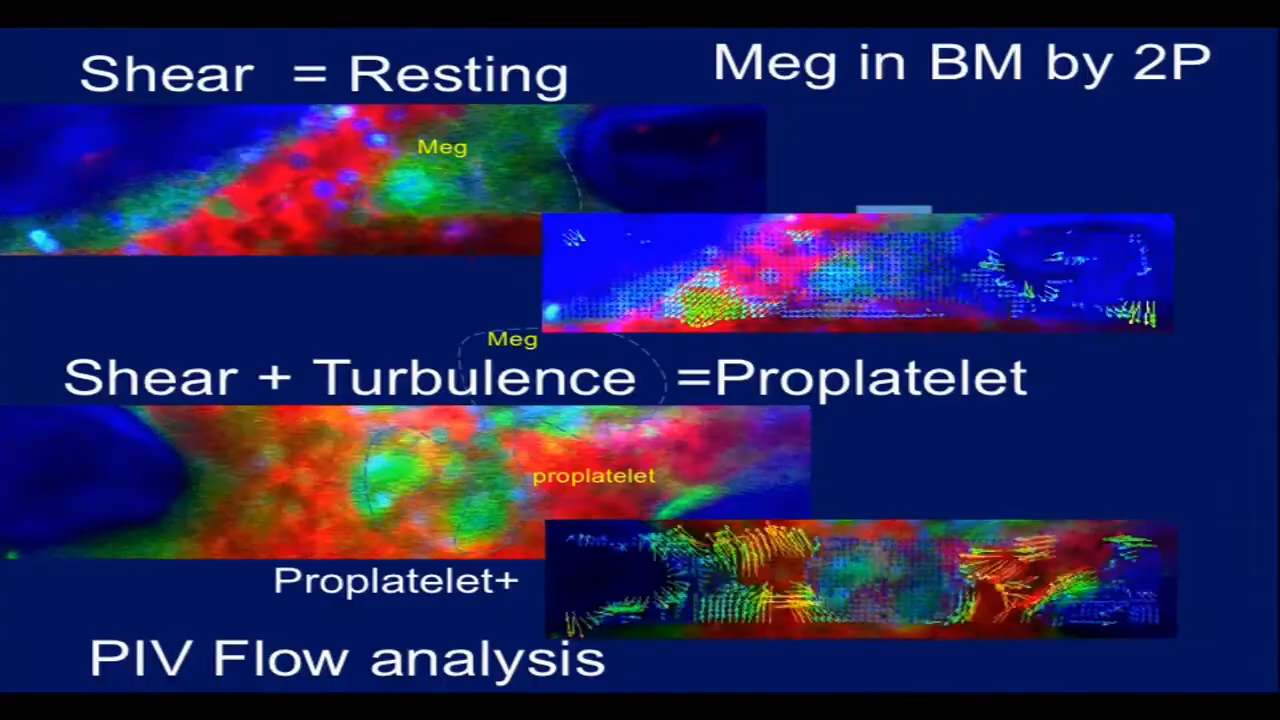 Shear = Resting
Meg in BM by 2P
Meg
Meg
Shear + Turbulence =Proplatelet
proplatelet
Proplatelet+
PIV Flow analysis